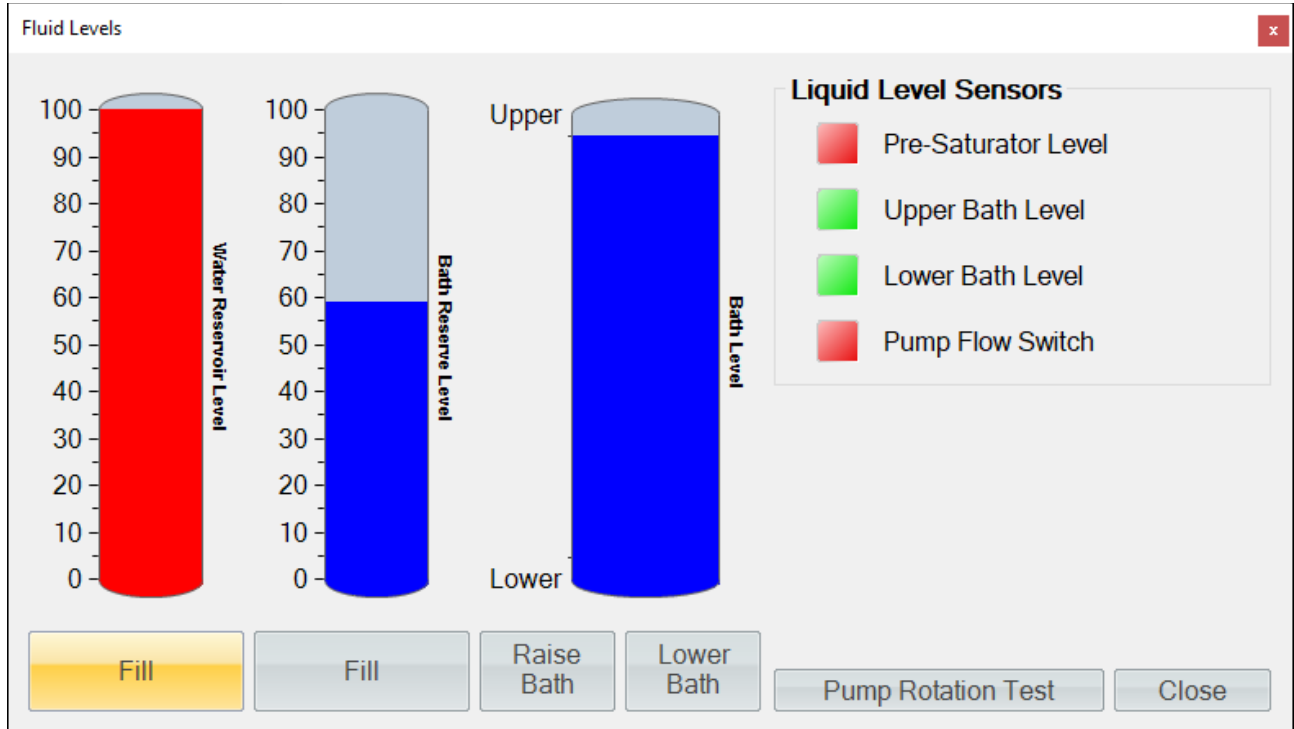 Fluid Levels
x
100
90
80
70
60
50
40
30
20
10
0
Water Reservoir Level
100
90
80
70
60
50
40
30
20
10
0
Bath Reserve Level
Upper
Lower
Bath Level
Liquid Level Sensors
Pre-Saturator Level
Upper Bath Level
Lower Bath Level
Pump Flow Switch
Fill
Fill
Raise
Bath
Lower
Bath
Pump Rotation Test
Close